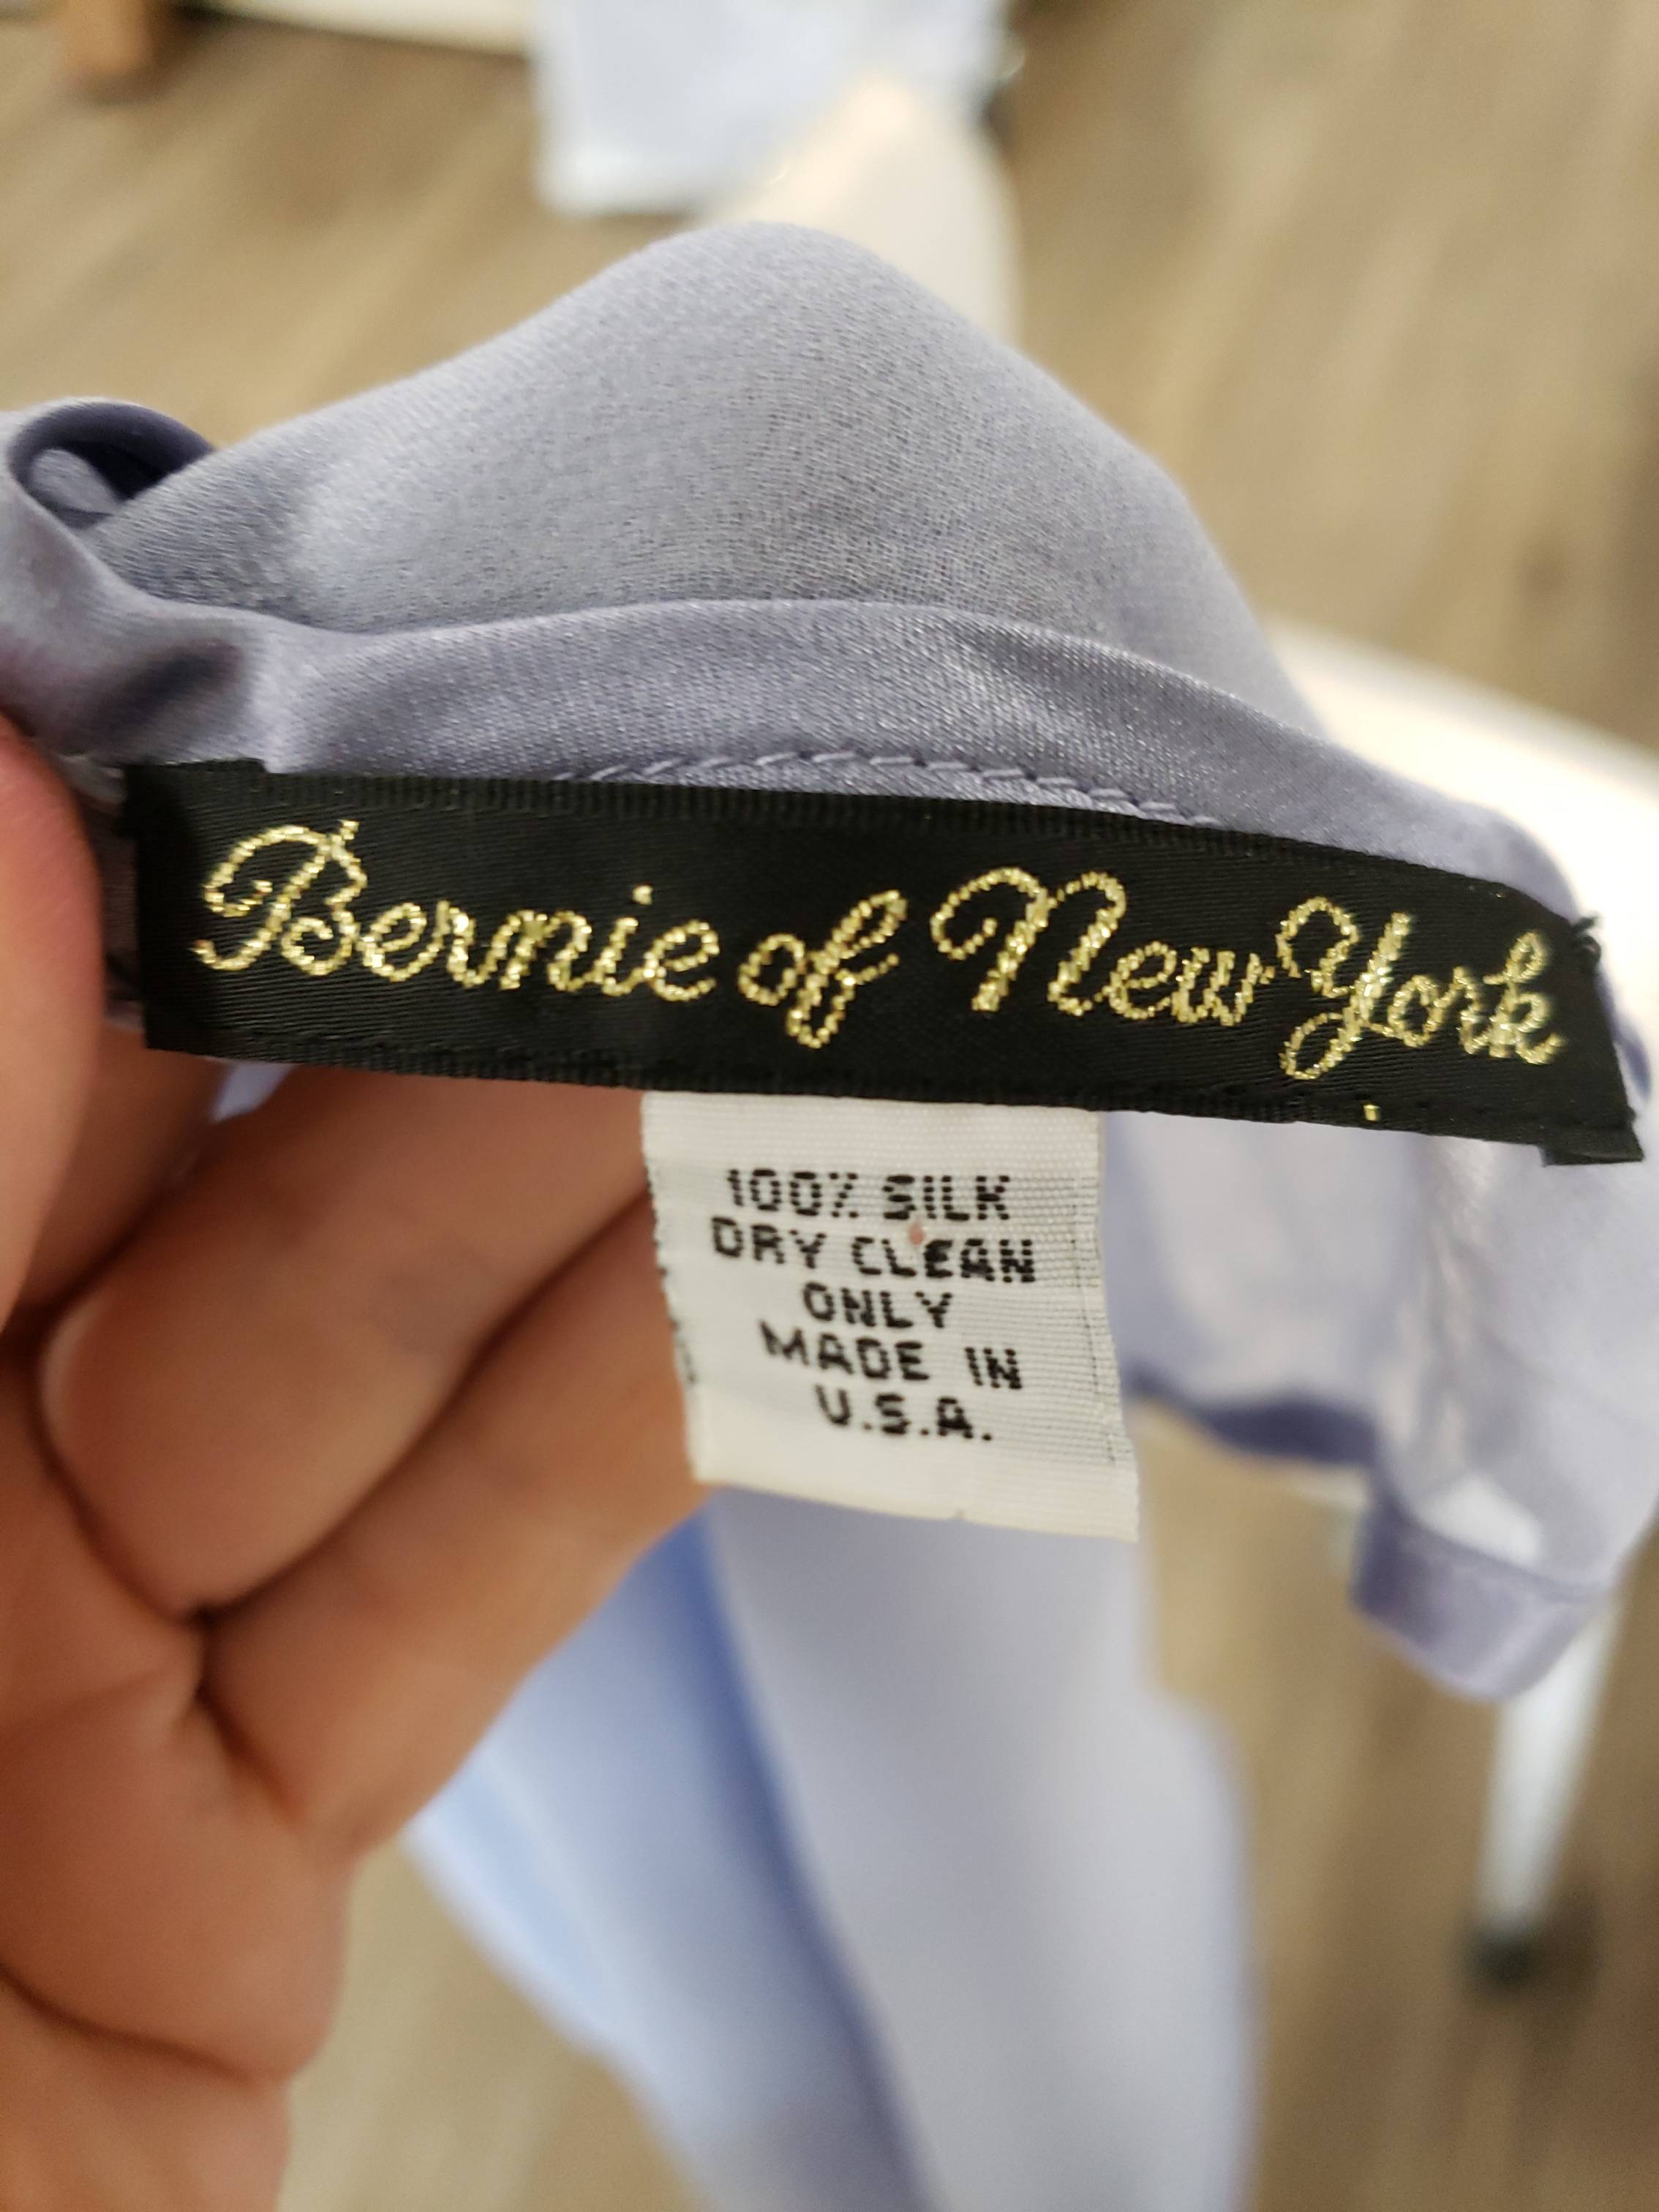 Bernie of New York
100% SILK
DRY CLEAN
ONLY
MADE IN
U.S.A.